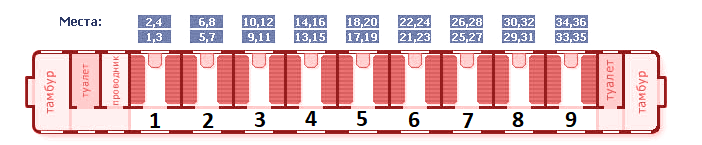 Места: 2,4 6,8 10,12 14,16 18,20 22,24 26,28 30,32 34,36
1,3 5,7 9,11 13,15 17,19 21,23 25,27 29,31 33,35
тамбур туалет проводник туалет тамбур
1 2 3 4 5 6 7 8 9